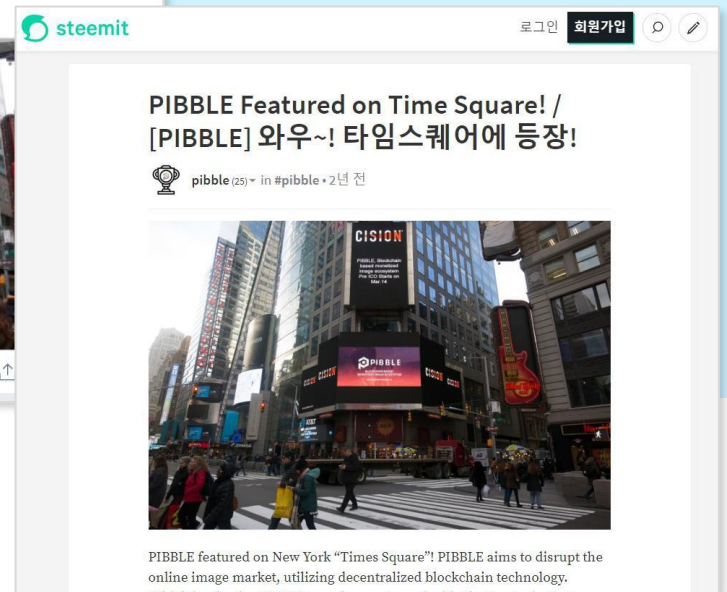 steemit
로그인 회원가입
PIBBLE Featured on Time Square! /
[PIBBLE] 와우~! 타임스퀘어에 등장!
pibble (25) in #pibble • 2년 전
CISION
PIBBLE, Blockchain
based monetized
image ecosystem
Pre ICO Starts on
Mar.14
PIBBLE
CISION CISION CISION
AT&T
PIBBLE featured on New York “Times Square”! PIBBLE aims to disrupt the
online image market, utilizing decentralized blockchain technology.